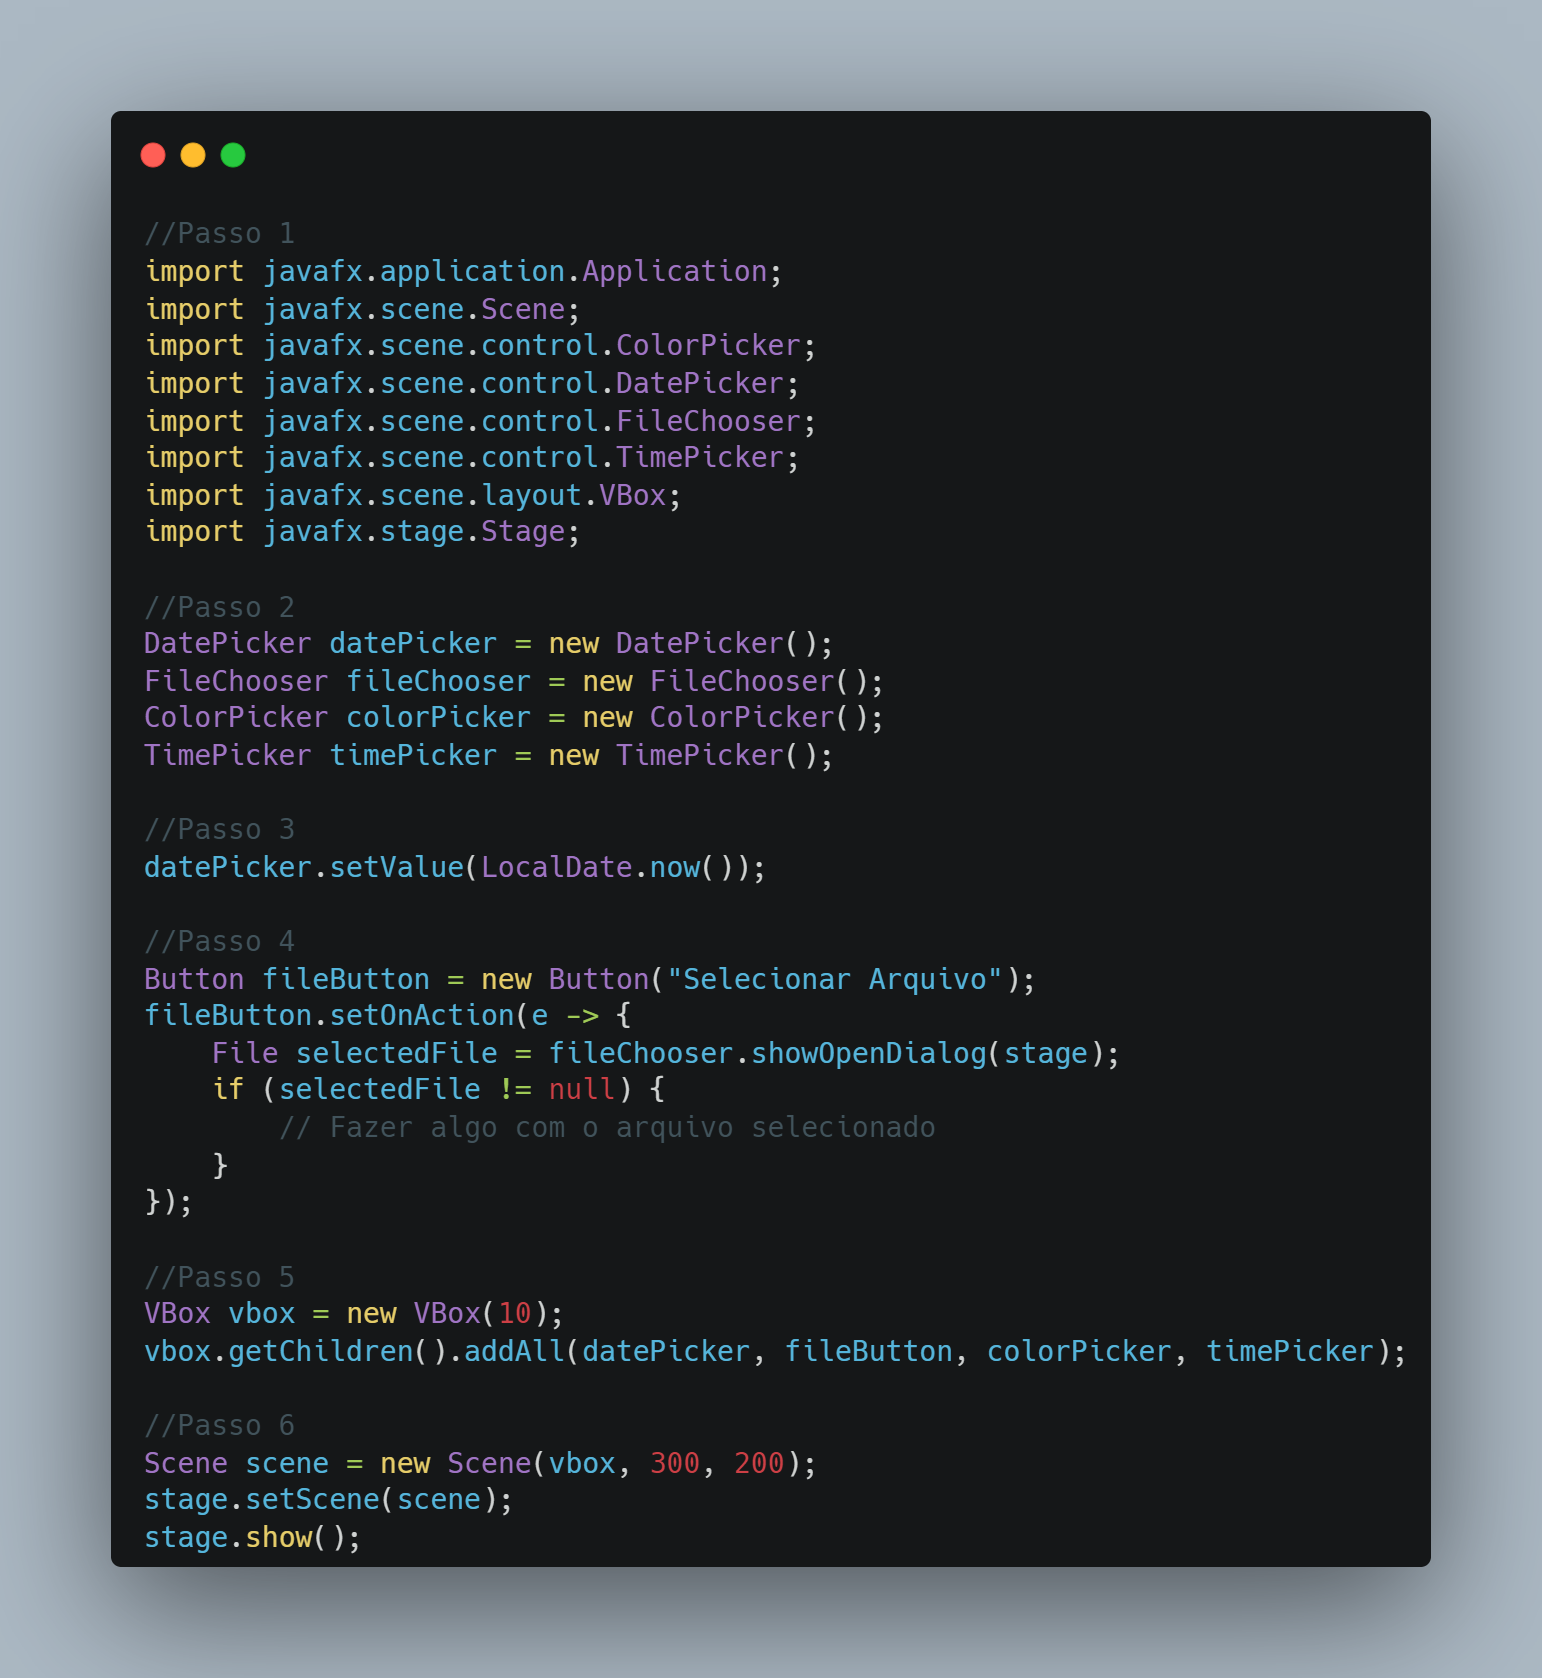 //Passo 1
import javafx.application.Application;
import javafx.scene.Scene;
import javafx.scene.control.ColorPicker;
import javafx.scene.control.DatePicker;
import javafx.scene.control.FileChooser;
import javafx.scene.control.TimePicker;
import javafx.scene.layout.VBox;
import javafx.stage.Stage;

//Passo 2
DatePicker datePicker = new DatePicker();
FileChooser fileChooser = new FileChooser();
ColorPicker colorPicker = new ColorPicker();
TimePicker timePicker = new TimePicker();

//Passo 3
datePicker.setValue(LocalDate.now());

//Passo 4
Button fileButton = new Button("Selecionar Arquivo");
fileButton.setOnAction(e -> {
    File selectedFile = fileChooser.showOpenDialog(stage);
    if (selectedFile != null) {
        // Fazer algo com o arquivo selecionado
    }
});

//Passo 5
VBox vbox = new VBox(10);
vbox.getChildren().addAll(datePicker, fileButton, colorPicker, timePicker);

//Passo 6
Scene scene = new Scene(vbox, 300, 200);
stage.setScene(scene);
stage.show();